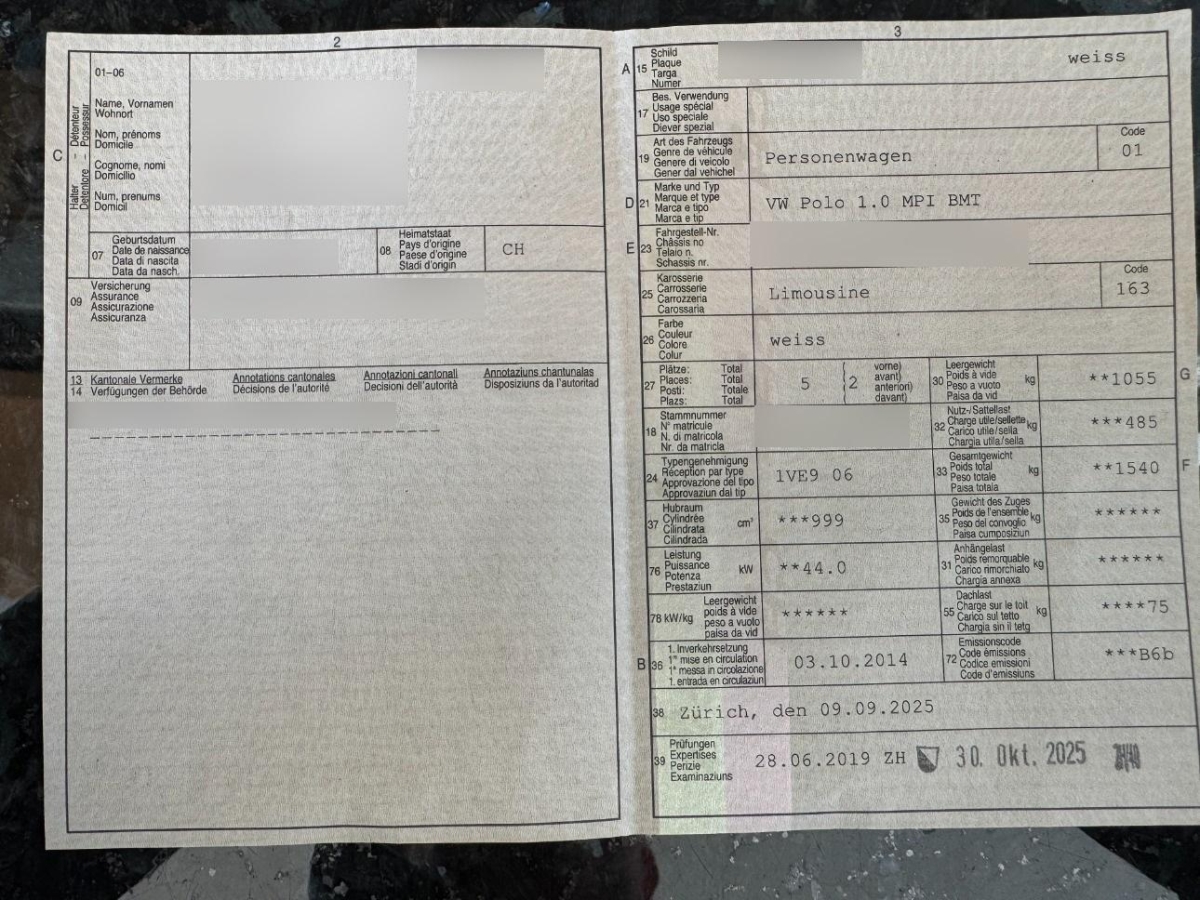 2
01-06
Halter - Détenteur
Detentore - Possessur
C
Name, Vornamen
Wohnort
Nom, prénoms
Domicile
Cognome, nomi
Domicilio
Num, prenums
Domicil
07
Geburtsdatum
Date de naissance
Data di nascita
Data da nasch.
08
Heimatstaat
Pays d'origine
Paese d'origine
Stadi d'origin
CH
09
Versicherung
Assurance
Assicurazione
Assicuranza
13 Kantonale Vermerke Annotations cantonales Annotazioni cantonali Annotaziuns chantunalas
14 Verfügungen der Behörde Décisions de l'autorité Decisioni dell'autorità Disposiziuns da l'autoritad
3
A 15
Schild
Plaque
Targa
Numer
weiss
17
Bes. Verwendung
Usage spécial
Uso speciale
Diever spezial
19
Art des Fahrzeugs
Genre de véhicule
Genere di veicolo
Gener dal vehichel
Personenwagen
Code
01
D 21
Marke und Typ
Marque et type
Marca e tipo
Marca e tip
VW Polo 1.0 MPI BMT
E 23
Fahrgestell-Nr.
Châssis no
Telaio n.
Schassis nr.
25
Karosserie
Carrosserie
Carrozzeria
Carossaria
Limousine
Code
163
26
Farbe
Couleur
Colore
Colur
weiss
27
Plätze: Total
Places: Total
Posti: Totale
Plazs: Total
5
(2
vorne)
avant)
anteriori)
davant)
30
Leergewicht
Poids à vide
Peso a vuoto
Paisa da vid
kg
**1055
G
18
Stammnummer
N° matricule
N. di matricola
Nr. da matricla
32
Nutz-/Sattellast
Charge utile/sellette
Carico utile/sella
Chargia utila/sella
kg
***485
24
Typengenehmigung
Réception par type
Approvazione del tipo
Approvaziun dal tip
1VE9 06
33
Gesamtgewicht
Poids total
Peso totale
Paisa totala
kg
**1540
F
37
Hubraum
Cylindrée
Cilindrata
Cilindrada
cm³
***999
35
Gewicht des Zuges
Poids de l'ensemble
Peso del convoglio
Paisa cumposiziun
kg
******
76
Leistung
Puissance
Potenza
Prestaziun
kW
**44.0
31
Anhängelast
Poids remorquable
Carico rimorchiato
Chargia annexa
kg
******
78 kW/kg
Leergewicht
poids à vide
peso a vuoto
paisa da vid
******
55
Dachlast
Charge sur le toit
Carico sul tetto
Chargia sin il tetg
kg
****75
B 36
1. Inverkehrsetzung
1re mise en circulation
1a messa in circolazione
1. entrada en circulaziun
03.10.2014
72
Emissionscode
Code émissions
Codice emissioni
Code d'emissiuns
***B6b
38
Zürich, den 09.09.2025
39
Prüfungen
Expertises
Perizie
Examinaziuns
28.06.2019 ZH 30. Okt. 2025